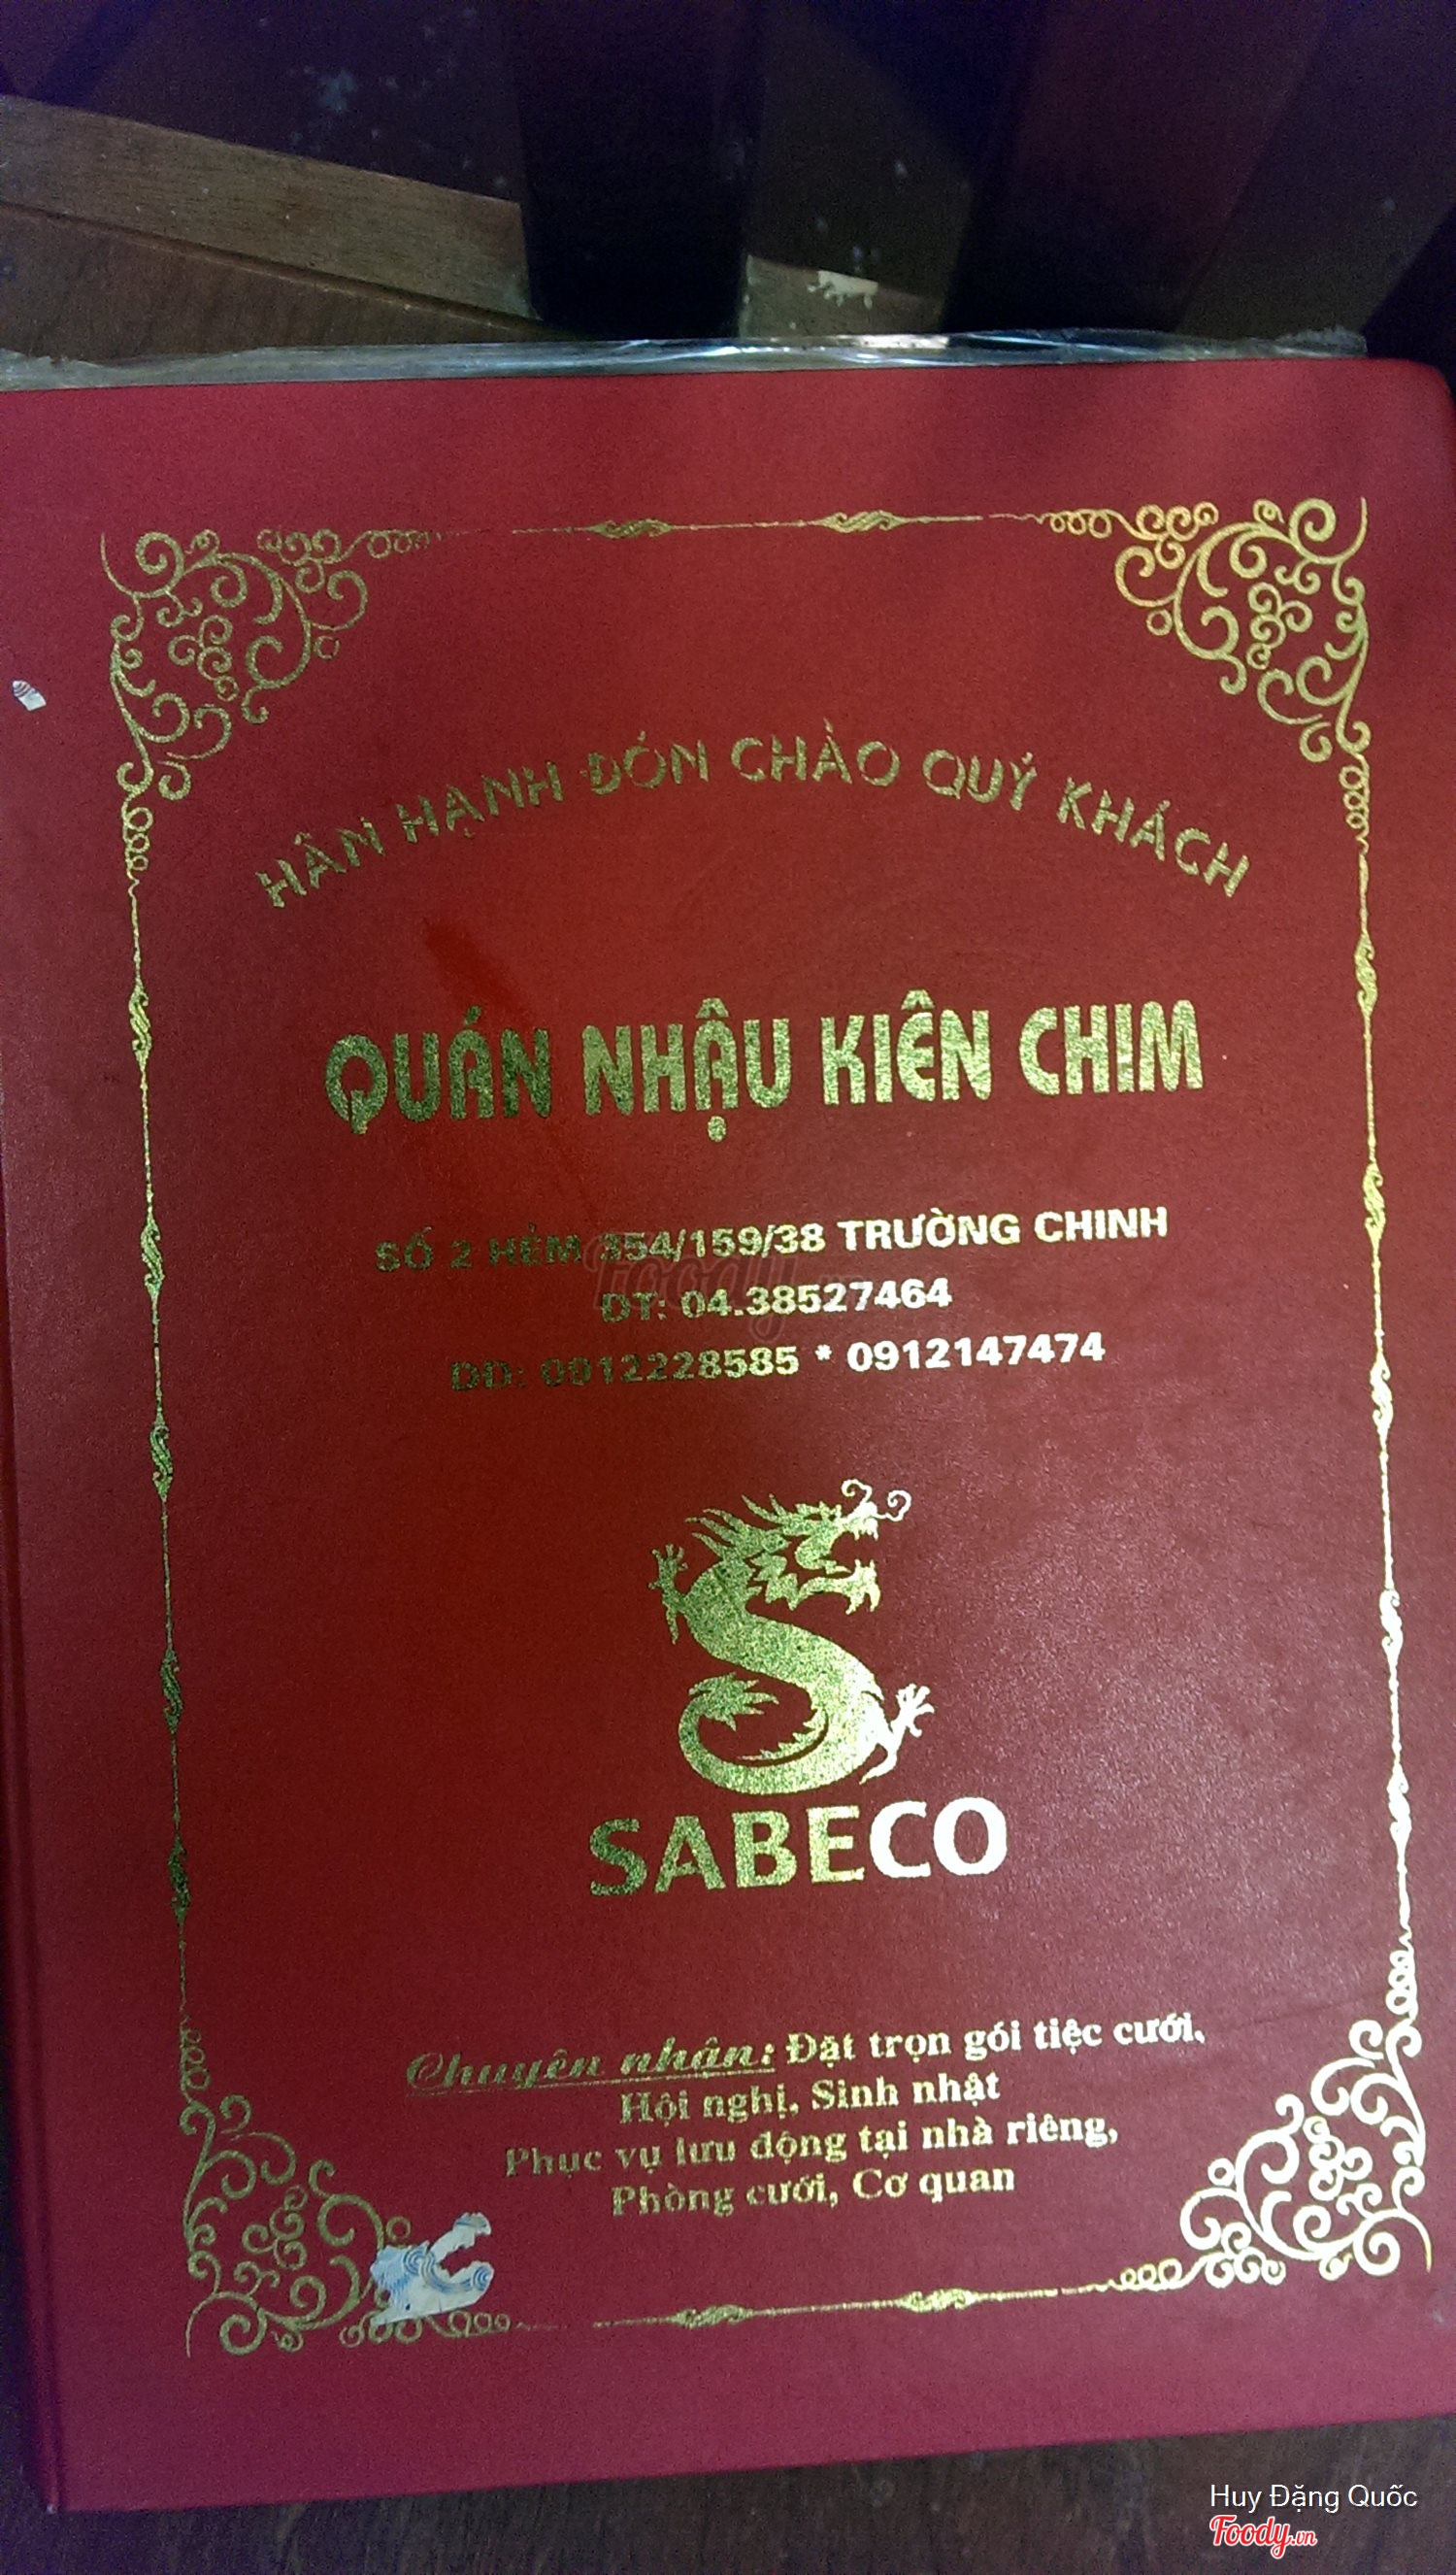 HÂN HẠNH ĐÓN CHÀO QUÝ KHÁCH
QUÁN NHẬU KIÊN CHIM
SỐ 2 HẺM 354/159/38 TRƯỜNG CHINH
Foody
ĐT: 04.38527464
DĐ: 0912228585 * 0912147474
SABECO
Chuyên nhận: Đặt trọn gói tiệc cưới,
Hội nghị, Sinh nhật
Phục vụ lưu động tại nhà riêng,
Phòng cưới, Cơ quan
Huy Đặng Quốc
Foody.vn